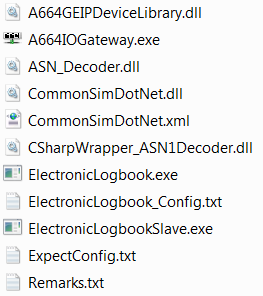 A664GEIPDeviceLibrary.dll
A664IOGateway.exe
ASN_Decoder.dll
CommonSimDotNet.dll
CommonSimDotNet.xml
CSharpWrapper_ASN1Decoder.dll
ElectronicLogbook.exe
ElectronicLogbook_Config.txt
ElectronicLogbookSlave.exe
ExpectConfig.txt
Remarks.txt